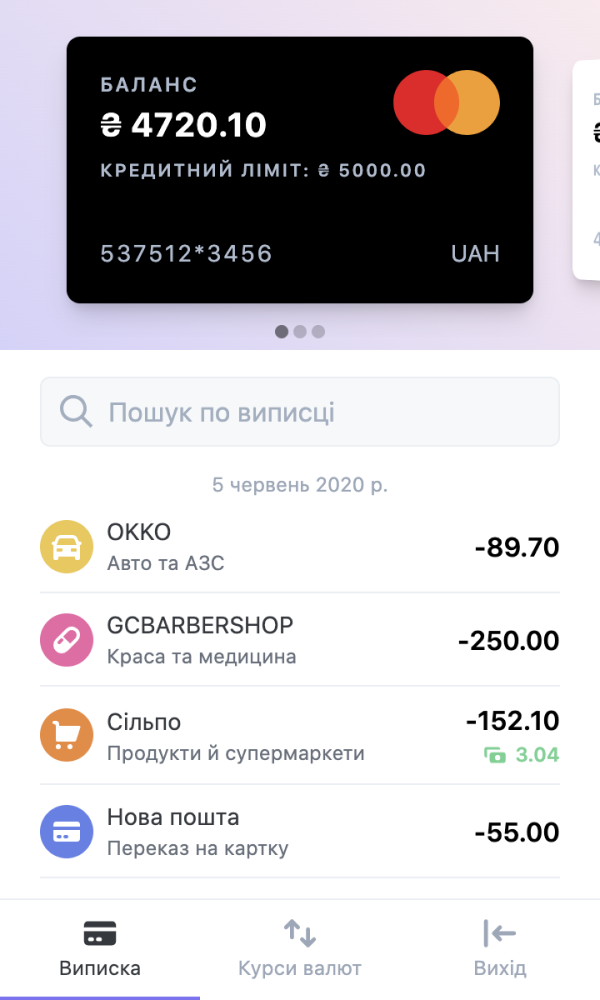 БАЛАНС
₴ 4720.10
КРЕДИТНИЙ ЛІМІТ: ₴ 5000.00
537512*3456
UAH
Пошук по виписці
5 червень 2020 р.
ОККО
Авто та АЗС
-89.70
GCBARBERSHOP
Краса та медицина
-250.00
Сільпо
Продукти й супермаркети
-152.10
3.04
Нова пошта
Переказ на картку
-55.00
Виписка
Курси валют
Вихід